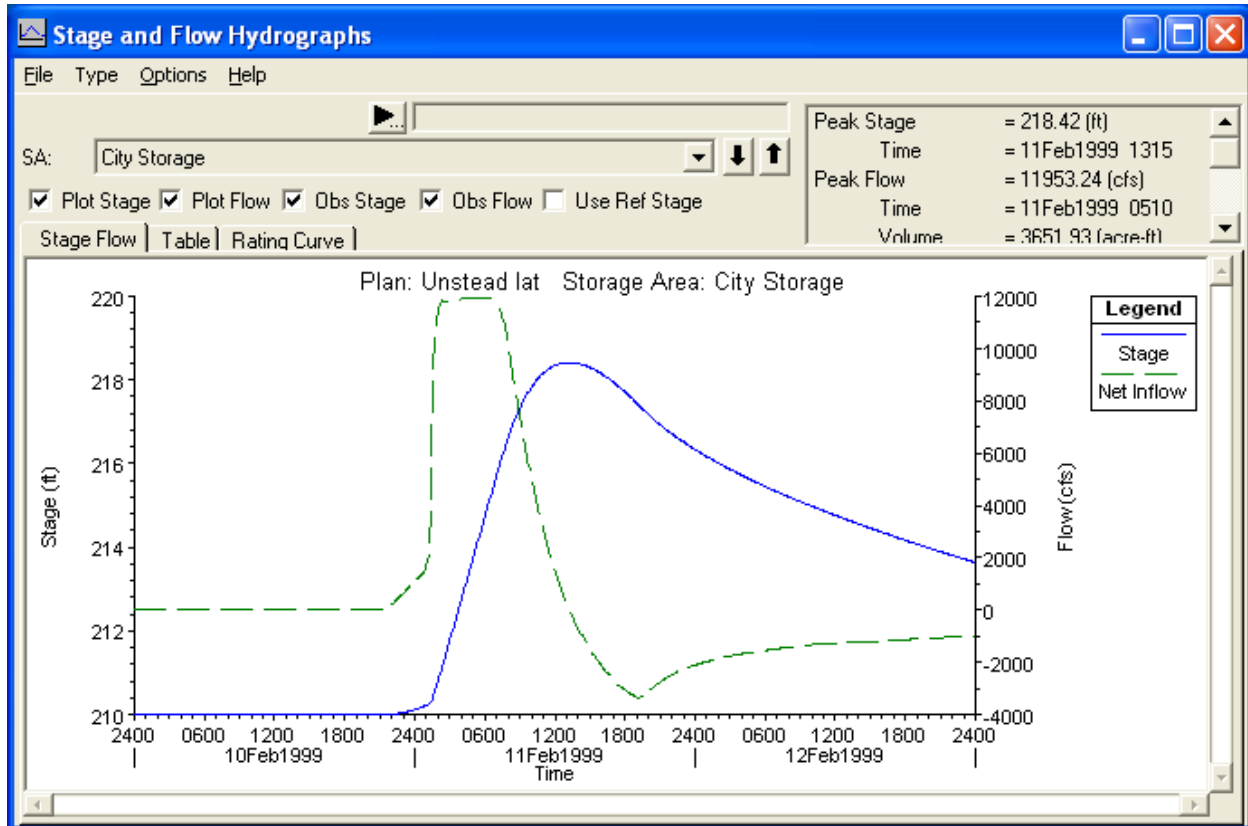 Stage and Flow Hydrographs
File Type Options Help
...
SA: City Storage
Plot Stage Plot Flow Obs Stage Obs Flow Use Ref Stage
Peak Stage = 218.42 (ft)
Time = 11Feb1999 1315
Peak Flow = 11953.24 (cfs)
Time = 11Feb1999 0510
Volume = 3651.93 (acre-ft)
Stage Flow Table Rating Curve
Plan: Unstead lat Storage Area: City Storage
220
218
216
214
212
210
Stage (ft)
12000
10000
8000
6000
4000
2000
0
-2000
-4000
Flow (cfs)
Legend
Stage
Net Inflow
2400 0600 1200 1800 2400 0600 1200 1800 2400 0600 1200 1800 2400
10Feb1999 11Feb1999 12Feb1999
Time